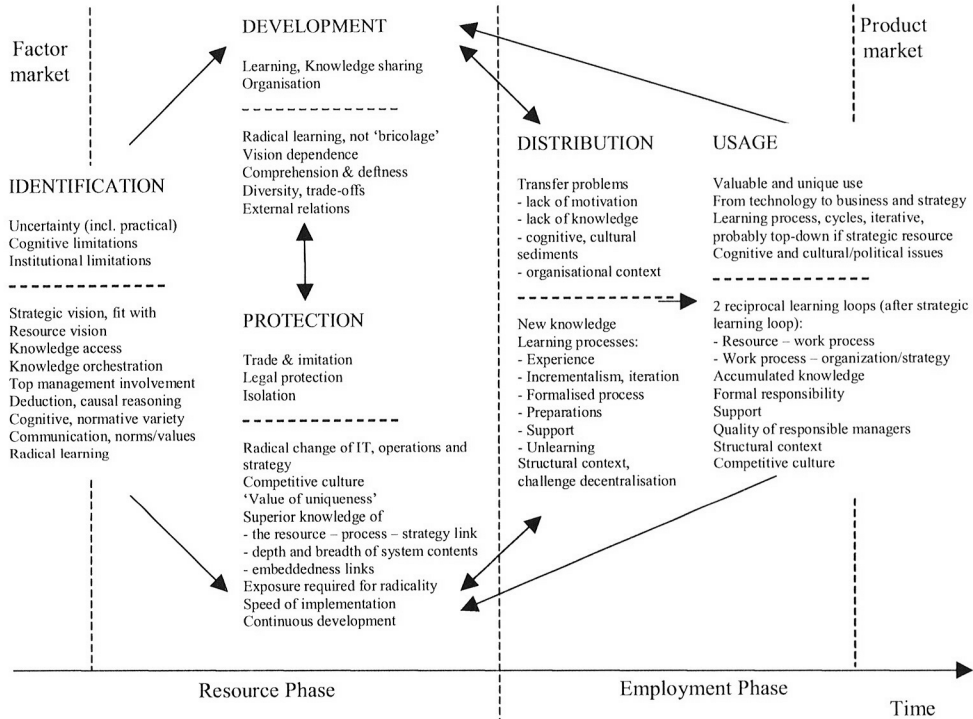 Factor
market
IDENTIFICATION
Uncertainty (incl. practical)
Cognitive limitations
Institutional limitations
Strategic vision, fit with
Resource vision
Knowledge access
Knowledge orchestration
Top management involvement
Deduction, causal reasoning
Cognitive, normative variety
Communication, norms/values
Radical learning
DEVELOPMENT
Learning, Knowledge sharing
Organisation
Radical learning, not ‘bricolage’
Vision dependence
Comprehension & deftness
Diversity, trade-offs
External relations
PROTECTION
Trade & imitation
Legal protection
Isolation
Radical change of IT, operations and
strategy
Competitive culture
‘Value of uniqueness’
Superior knowledge of
- the resource – process – strategy link
- depth and breadth of system contents
- embeddedness links
Exposure required for radicality
Speed of implementation
Continuous development
DISTRIBUTION
Transfer problems
- lack of motivation
- lack of knowledge
- cognitive, cultural
sediments
- organisational context
New knowledge
Learning processes:
- Experience
- Incrementalism, iteration
- Formalised process
- Preparations
- Support
- Unlearning
Structural context,
challenge decentralisation
Product
market
USAGE
Valuable and unique use
From technology to business and strategy
Learning process, cycles, iterative,
probably top-down if strategic resource
Cognitive and cultural/political issues
2 reciprocal learning loops (after strategic
learning loop):
- Resource – work process
- Work process – organization/strategy
Accumulated knowledge
Formal responsibility
Support
Quality of responsible managers
Structural context
Competitive culture
Resource Phase
Employment Phase
Time